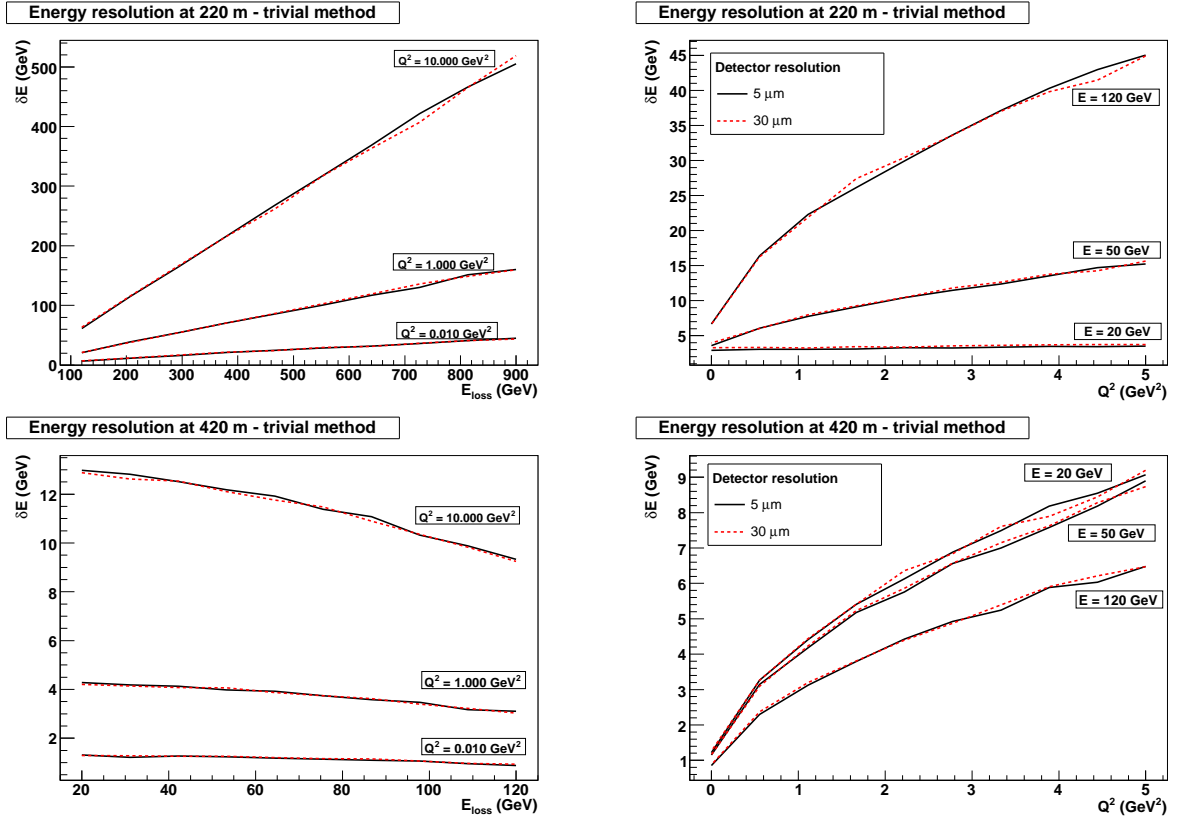 Energy resolution at 220 m - trivial method
δE (GeV)
500
400
300
200
100
0
Q² = 10.000 GeV²
Q² = 1.000 GeV²
Q² = 0.010 GeV²
100 200 300 400 500 600 700 800 900
E_loss (GeV)
Energy resolution at 220 m - trivial method
δE (GeV)
45
40
35
30
25
20
15
10
5
Detector resolution
5 μm
30 μm
E = 120 GeV
E = 50 GeV
E = 20 GeV
0 1 2 3 4 5
Q² (GeV²)
Energy resolution at 420 m - trivial method
δE (GeV)
12
10
8
6
4
2
Q² = 10.000 GeV²
Q² = 1.000 GeV²
Q² = 0.010 GeV²
20 40 60 80 100 120
E_loss (GeV)
Energy resolution at 420 m - trivial method
δE (GeV)
9
8
7
6
5
4
3
2
1
Detector resolution
5 μm
30 μm
E = 20 GeV
E = 50 GeV
E = 120 GeV
0 1 2 3 4 5
Q² (GeV²)